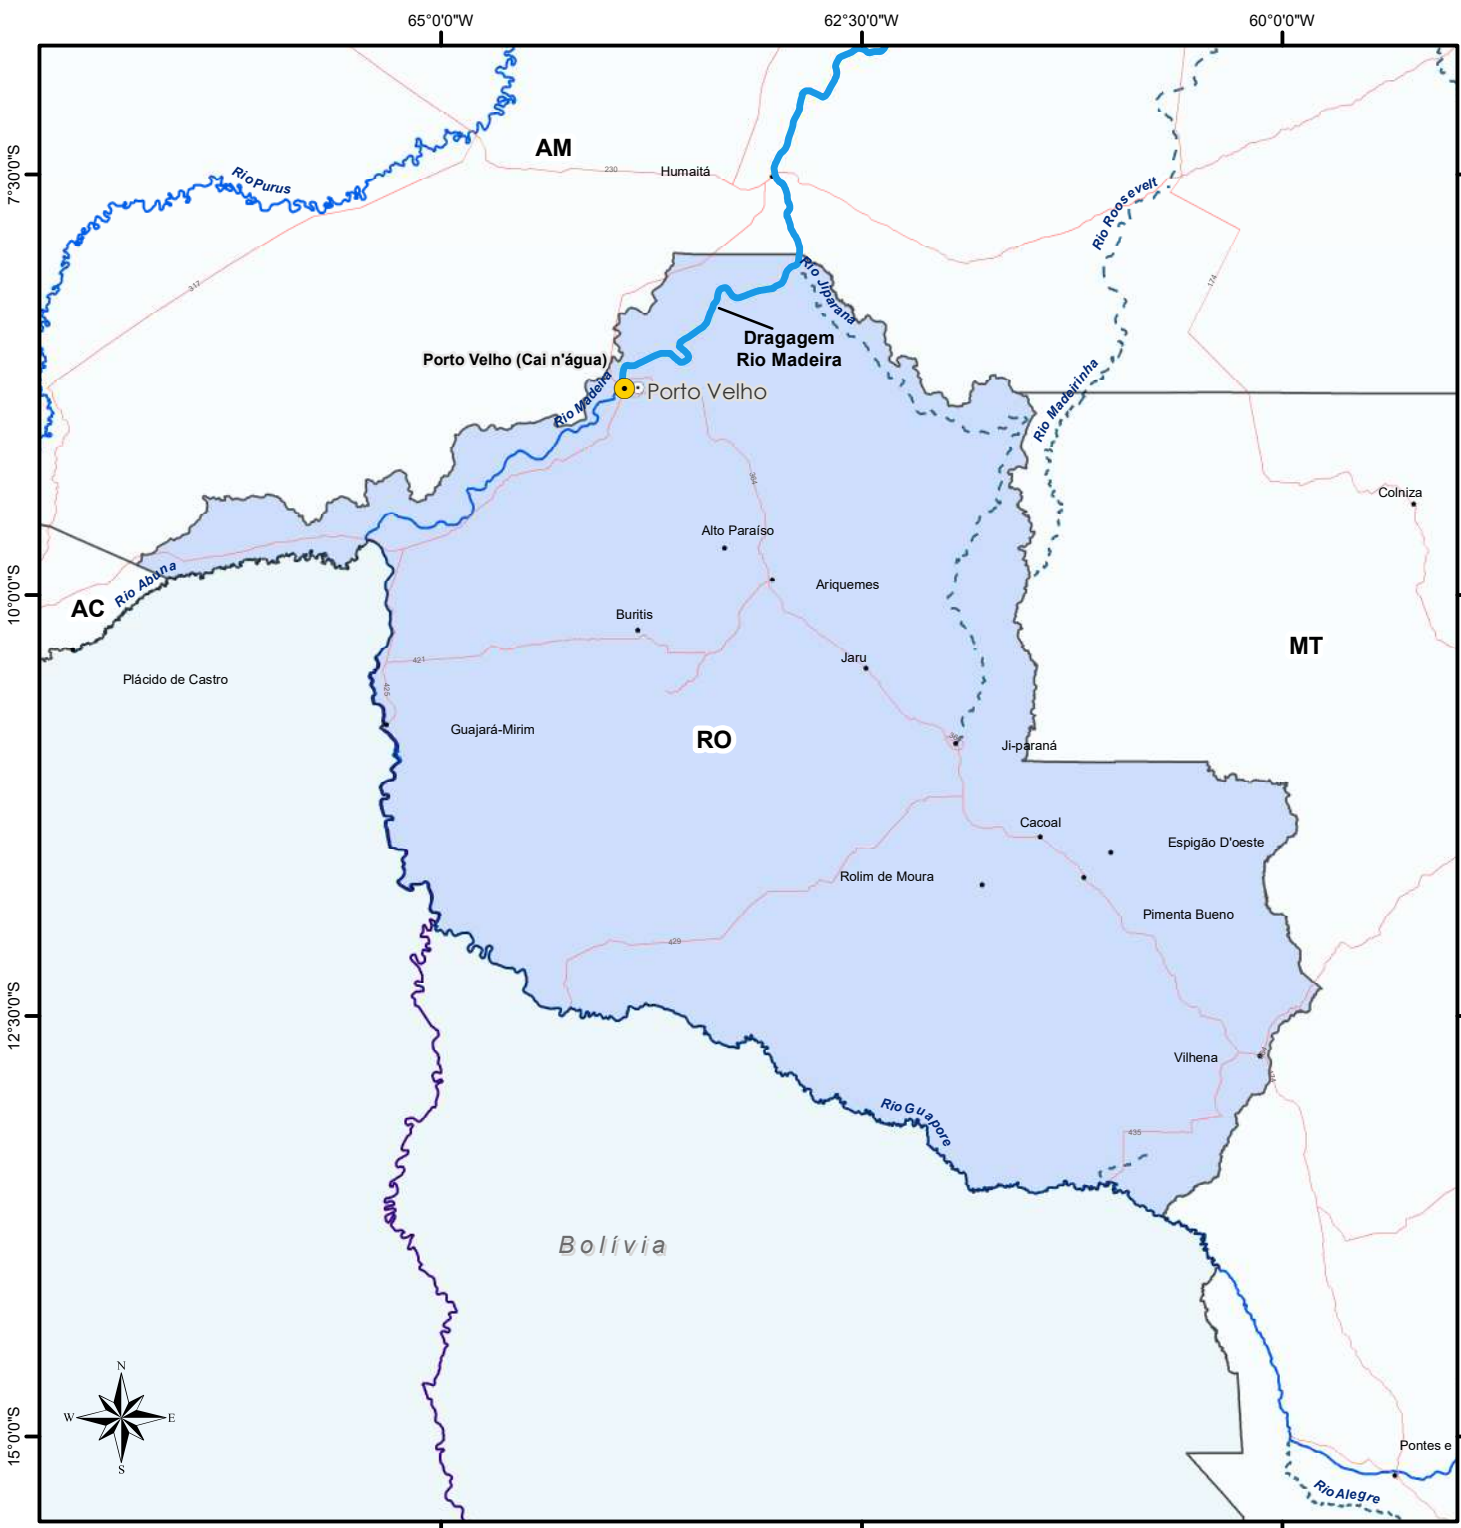 65°0'0"W
62°30'0"W
60°0'0"W
7°30'0"S
10°0'0"S
12°30'0"S
15°0'0"S
AM
Humaitá
230
Rio Purus
Rio Roosevelt
317
174
Rio Jiparaná
Dragagem
Rio Madeira
Porto Velho (Cai n'água)
Porto Velho
Rio Madeira
Rio Madeirinha
364
Colniza
Alto Paraíso
Rio Abuna
AC
Ariquemes
Buritis
MT
421
Jaru
Plácido de Castro
425
Guajará-Mirim
RO
364
Ji-paraná
Cacoal
Espigão D'oeste
Rolim de Moura
Pimenta Bueno
429
Vilhena
174
Rio Guapore
435
Bolívia
N
W
E
S
Pontes e
Rio Alegre